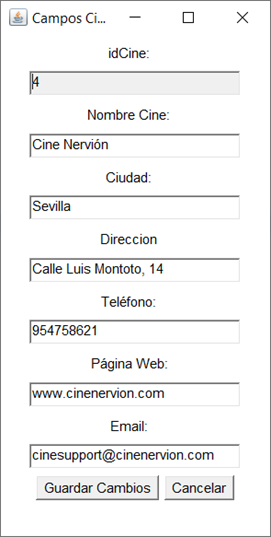 Campos Ci...
idCine:
4
Nombre Cine:
Cine Nervión
Ciudad:
Sevilla
Direccion
Calle Luis Montoto, 14
Teléfono:
954758621
Página Web:
www.cinenervion.com
Email:
cinesupport@cinenervion.com
Guardar Cambios Cancelar